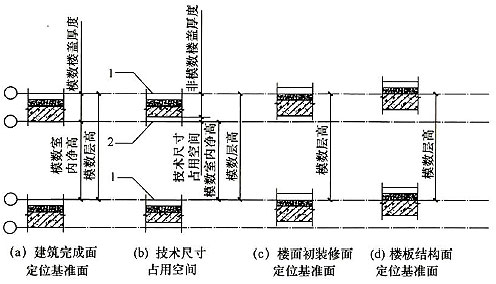 模数楼盖厚度
模数室
内净高
模数层高
1
2
1
非模数楼盖厚度
技术尺寸
占用空间
模数室内净高
模数层高
模数层高
模数层高
(a) 建筑完成面
定位基准面
(b) 技术尺寸
占用空间
(c) 楼面初装修面
定位基准面
(d) 楼板结构面
定位基准面